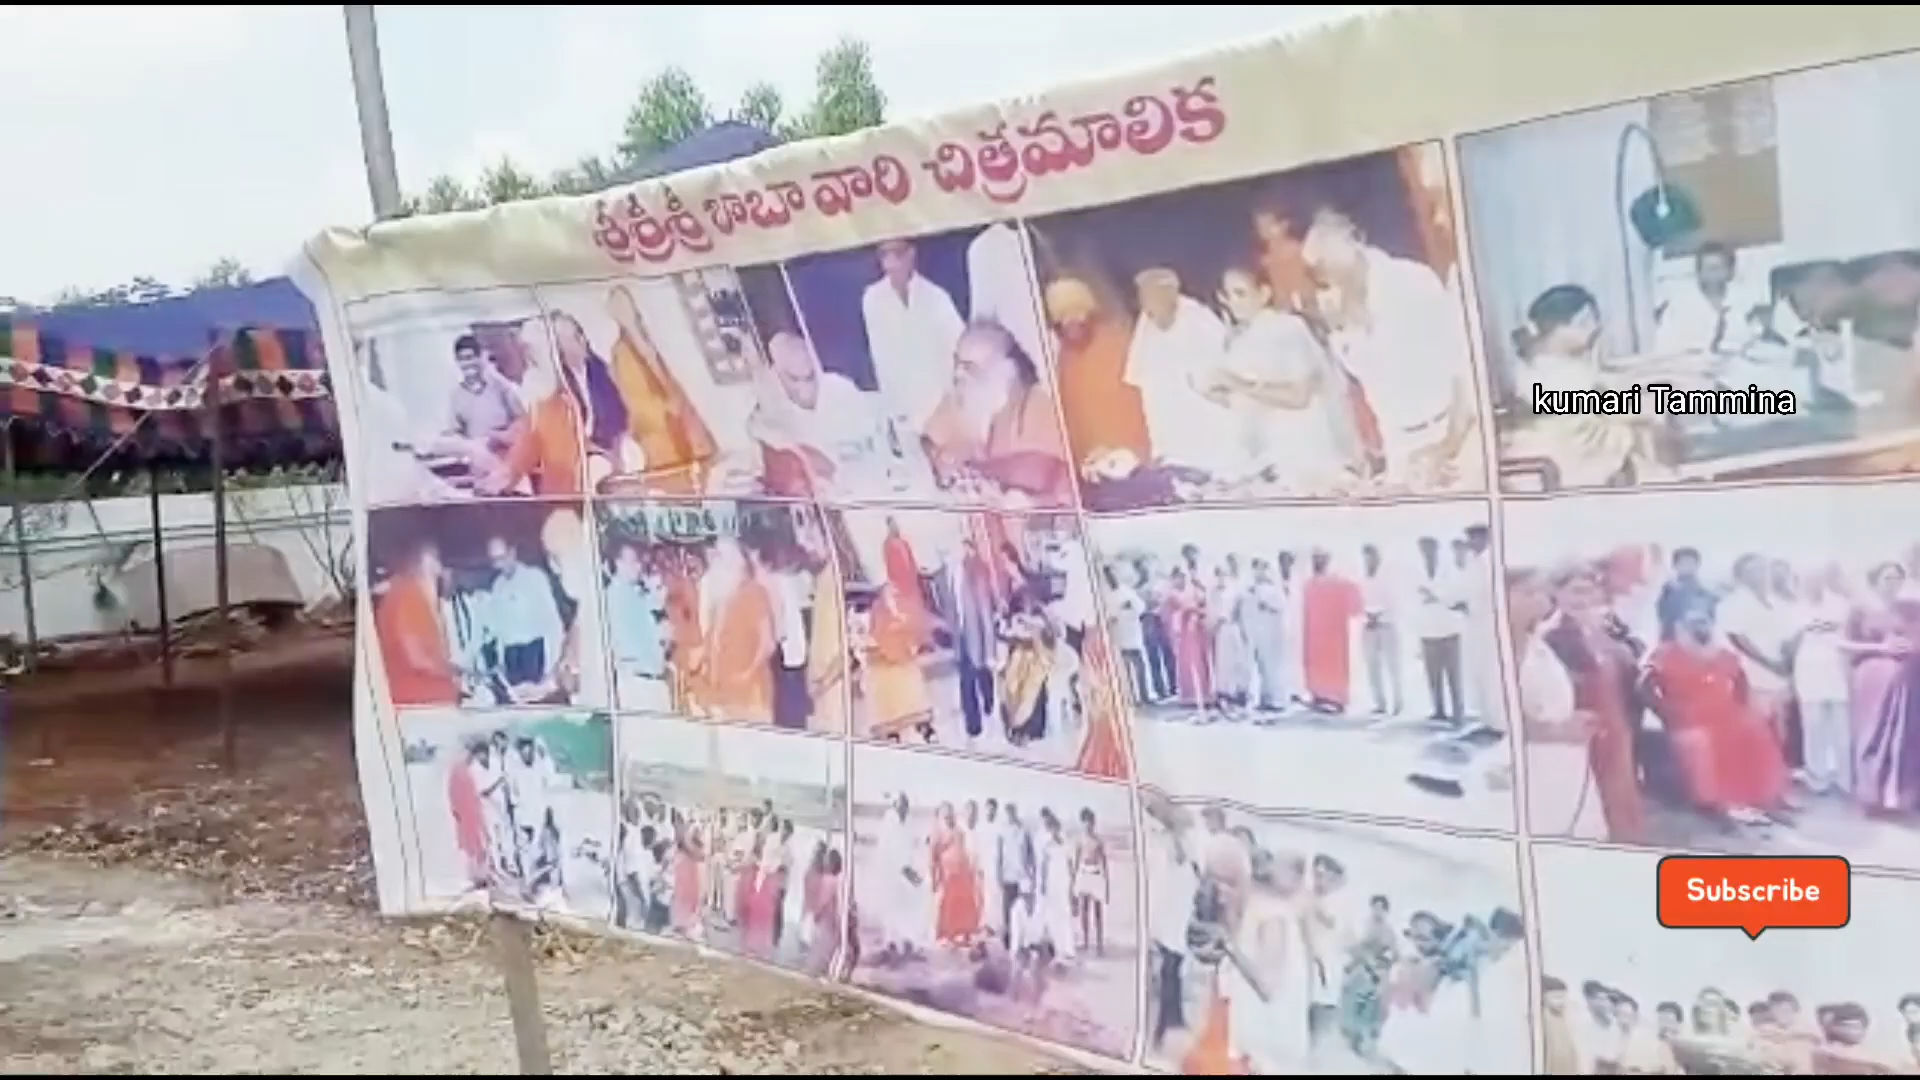 శ్రీశ్రీశ్రీ భాబా వారి చిత్రమాలిక
kumari Tammina
Subscribe